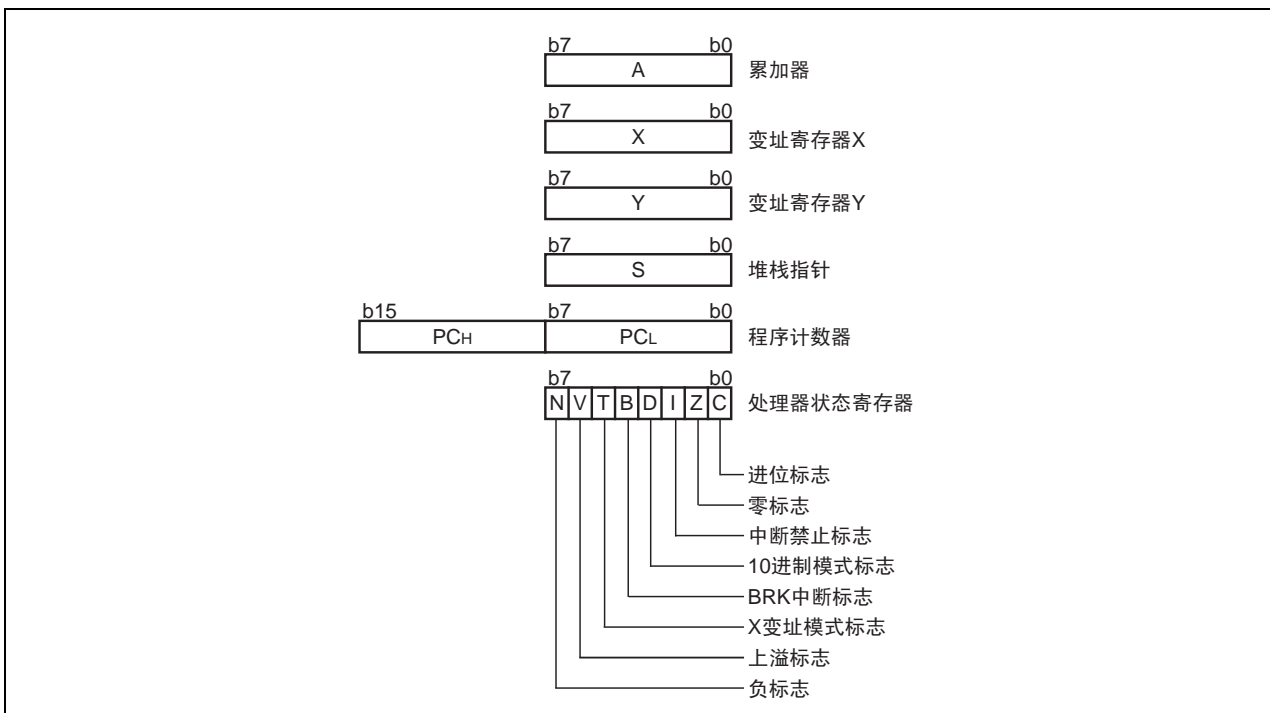 b7 b0
A 累加器
b7 b0
X 变址寄存器X
b7 b0
Y 变址寄存器Y
b7 b0
S 堆栈指针
b15 b7 b0
PCH PCL 程序计数器
b7 b0
N V T B D I Z C 处理器状态寄存器
进位标志
零标志
中断禁止标志
10进制模式标志
BRK中断标志
X变址模式标志
上溢标志
负标志